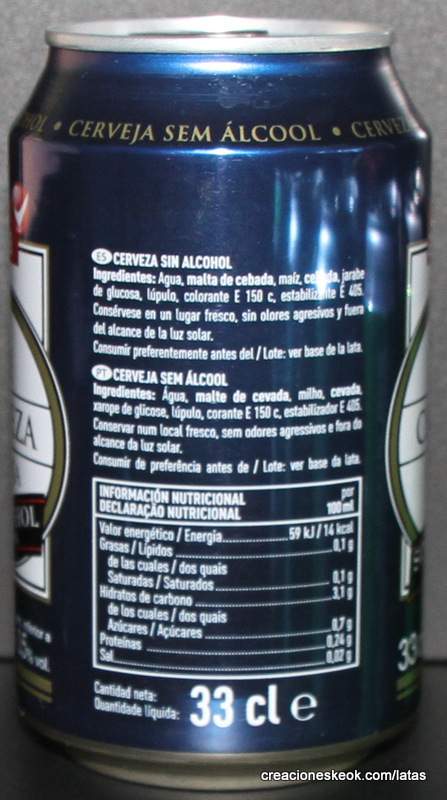 HOL • CERVEJA SEM ÁLCOOL • CERVEZ
ES CERVEZA SIN ALCOHOL
Ingredientes: Agua, malta de cebada, maíz, cebada, jarabe
de glucosa, lúpulo, colorante E 150 c, estabilizante E 405.
Consérvese en un lugar fresco, sin olores agresivos y fuera
del alcance de la luz solar.
Consumir preferentemente antes del / Lote: ver base de la lata.
PT CERVEJA SEM ÁLCOOL
Ingredientes: Água, malte de cevada, milho, cevada,
xarope de glicose, lúpulo, corante E 150 c, estabilizador E 405.
Conservar num local fresco, sem odores agressivos e fora do
alcance da luz solar.
Consumir de preferência antes de / Lote: ver base da lata.
INFORMACIÓN NUTRICIONAL
DECLARAÇÃO NUTRICIONAL
por
100 ml
Valor energético / Energia 59 kJ / 14 kcal
Grasas / Lípidos 0,1 g
de las cuales / dos quais
Saturadas / Saturados 0,1 g
Hidratos de carbono 3,1 g
de los cuales / dos quais
Azúcares / Açúcares 0,7 g
Proteínas 0,24 g
Sal 0,02 g
Cantidad neta:
Quantidade líquida:
33 cl e
ZA
HOL
vol.
33
creacioneskeok.com/latas